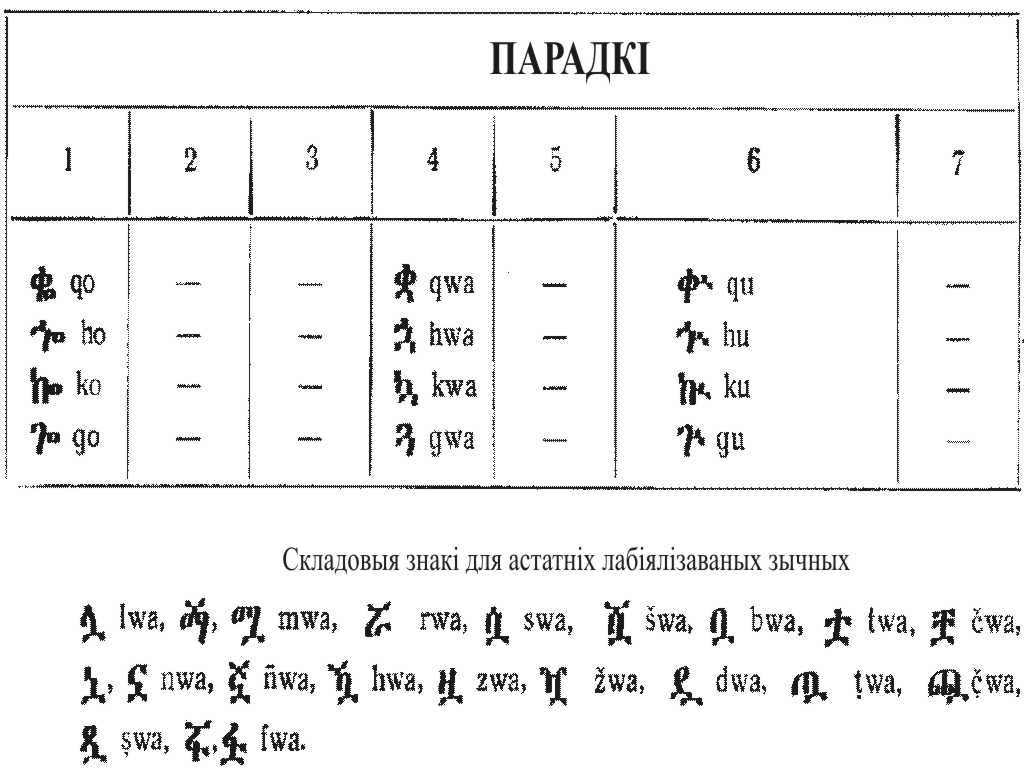 ПАРАДКІ
1 2 3 4 5 6 7
ቈ qo — — ቋ qwa — ቍ qu —
ኈ ho — — ኋ hwa — ኍ hu —
ኰ ko — — ኳ kwa — ኵ ku —
ጐ go — — ጓ gwa — ጕ gu —
Складовыя знакі для астатніх лабіялізаваных зычных
ሏ lwa, ሟ mwa, ሯ rwa, ሷ swa, ሿ šwa, ቧ bwa, ቷ twa, ቿ čwa,
ኗ nwa, ኟ ñwa, ኧ hwa, ዟ zwa, ዧ žwa, ዷ dwa, ጧ ṭwa, ጯ č̣wa,
ጿ ṣwa, ፏ fwa.